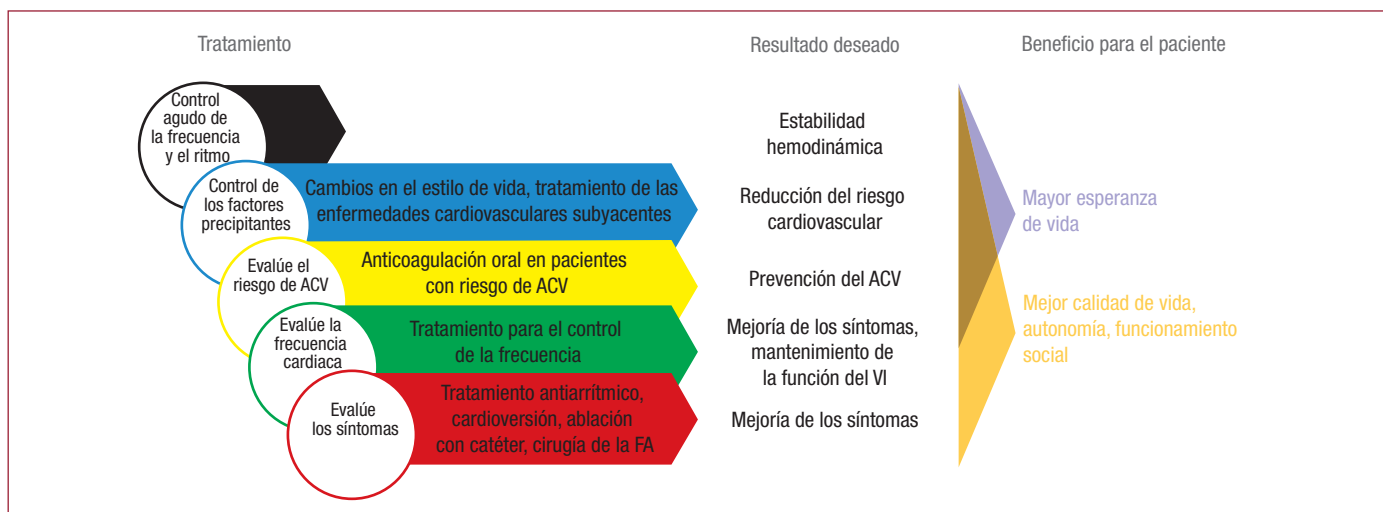 Tratamiento
Resultado deseado
Beneficio para el paciente
Control
agudo de
la frecuencia
y el ritmo
Estabilidad
hemodinámica
Control de
los factores
precipitantes
Cambios en el estilo de vida, tratamiento de las
enfermedades cardiovasculares subyacentes
Reducción del riesgo
cardiovascular
Evalúe el
riesgo de ACV
Anticoagulación oral en pacientes
con riesgo de ACV
Prevención del ACV
Evalúe la
frecuencia
cardiaca
Tratamiento para el control
de la frecuencia
Mejoría de los síntomas,
mantenimiento de
la función del VI
Evalúe
los síntomas
Tratamiento antiarrítmico,
cardioversión, ablación
con catéter, cirugía de la FA
Mejoría de los síntomas
Mayor esperanza
de vida
Mejor calidad de vida,
autonomía, funcionamiento
social